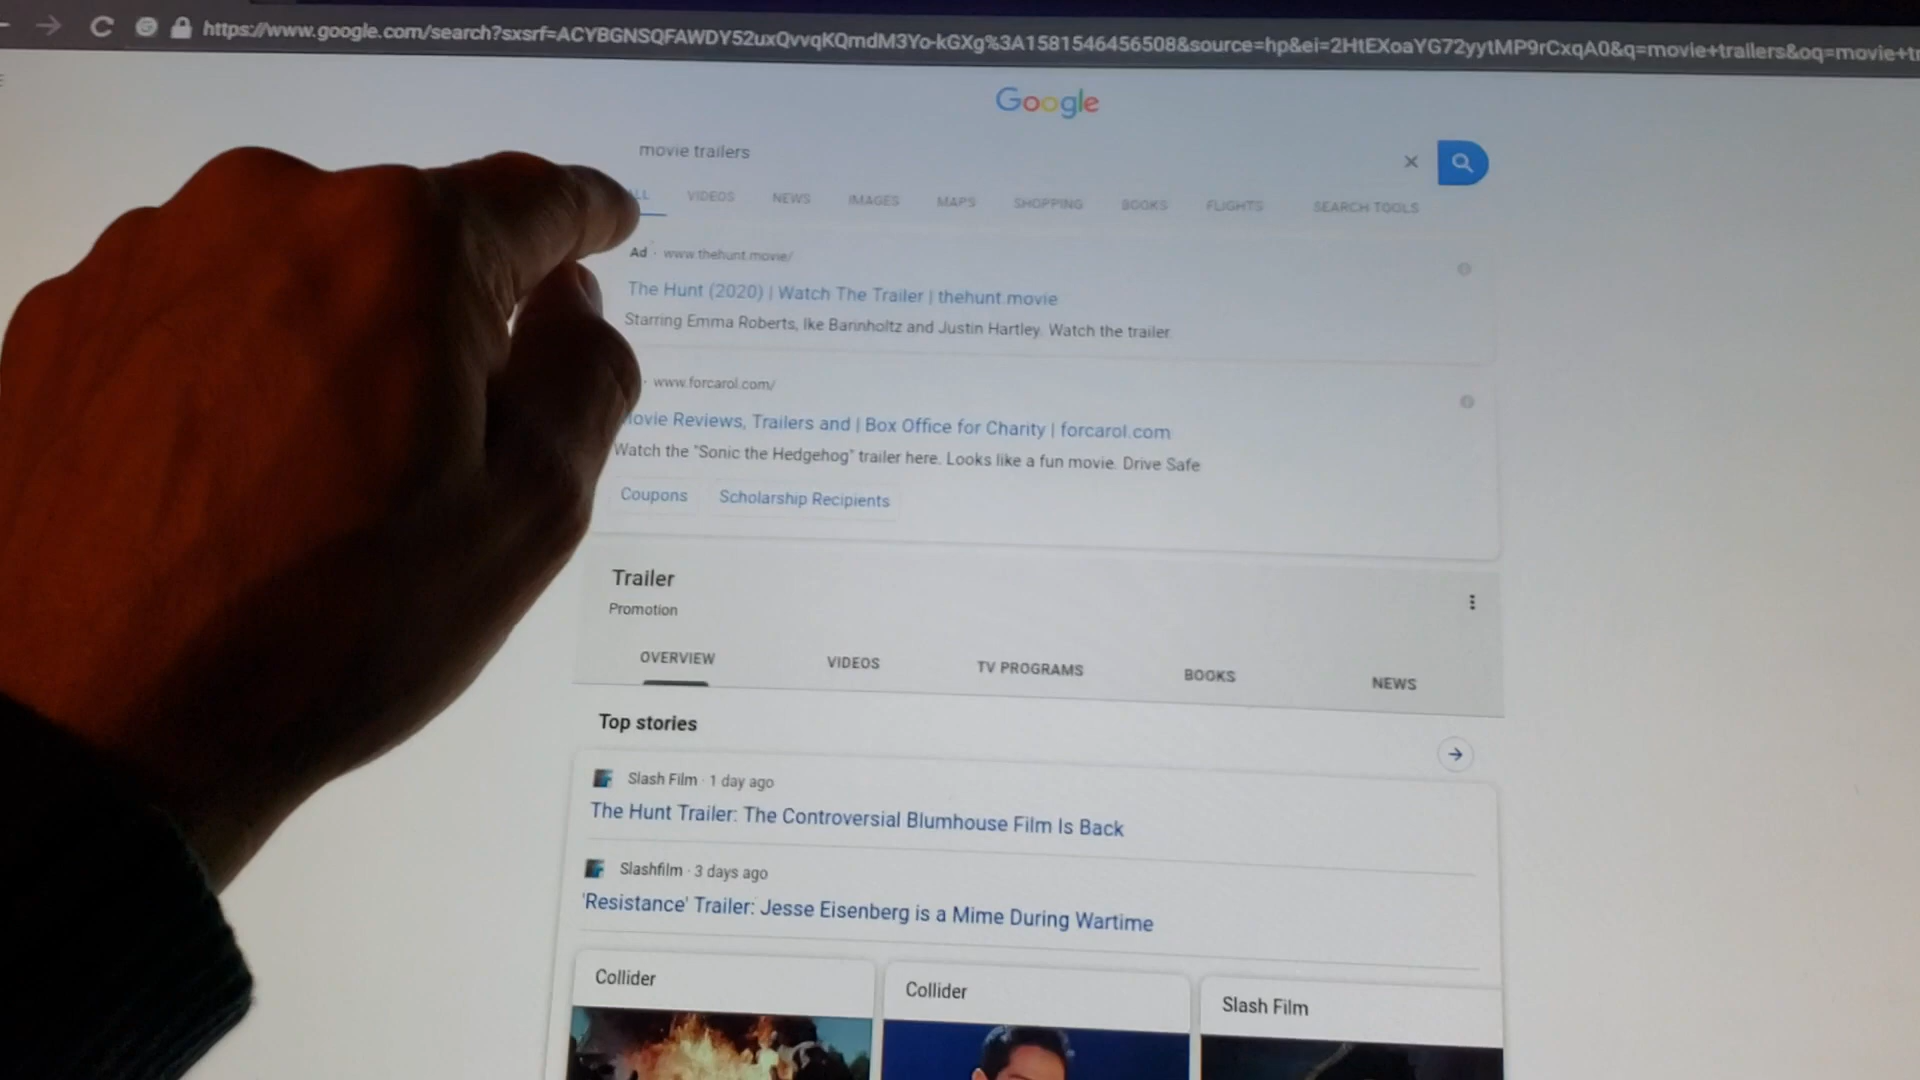 https://www.google.com/search?sxsrf=ACYBGNSQFAWDY52uxQvvqKQmdM3Yo-kGXg%3A1581546456508&source=hp&ei=2HtEXoaYG72yytMP9rCxqA0&q=movie+trailers&oq=movie+tr
Google
movie trailers
VIDEOS NEWS IMAGES MAPS SHOPPING BOOKS FLIGHTS SEARCH TOOLS
Ad · www.thehunt.movie/
The Hunt (2020) | Watch The Trailer | thehunt.movie
Starring Emma Roberts, Ike Barinholtz and Justin Hartley. Watch the trailer.
· www.forcarol.com/
ovie Reviews, Trailers and | Box Office for Charity | forcarol.com
Watch the "Sonic the Hedgehog" trailer here. Looks like a fun movie. Drive Safe
Coupons Scholarship Recipients
Trailer
Promotion
OVERVIEW VIDEOS TV PROGRAMS BOOKS NEWS
Top stories
Slash Film · 1 day ago
The Hunt Trailer: The Controversial Blumhouse Film Is Back
Slashfilm · 3 days ago
'Resistance' Trailer: Jesse Eisenberg is a Mime During Wartime
Collider Collider Slash Film